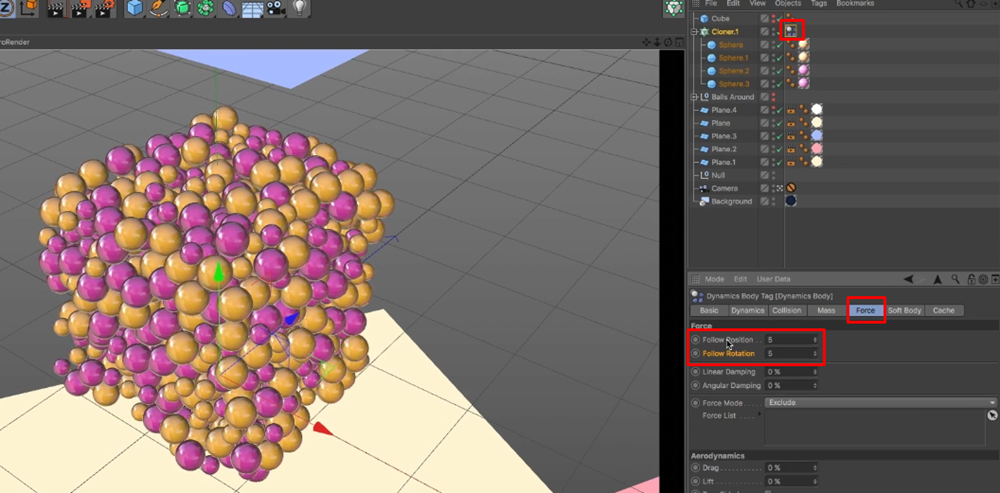 File Edit View Objects Tags Bookmarks
roRender
Cube
Cloner.1
Sphere
Sphere.1
Sphere.2
Sphere.3
Balls Around
Plane.4
Plane
Plane.3
Plane.2
Plane.1
Null
Camera
Background
Mode Edit User Data
Dynamics Body Tag [Dynamics Body]
Basic Dynamics Collision Mass Force Soft Body Cache
Force
Follow Position . . 5
Follow Rotation 5
Linear Damping 0 %
Angular Damping 0 %
Force Mode . . . . . Exclude
Force List . . .
Aerodynamics
Drag . . . . . . . . . . . 0 %
Lift . . . . . . . . . . . . 0 %